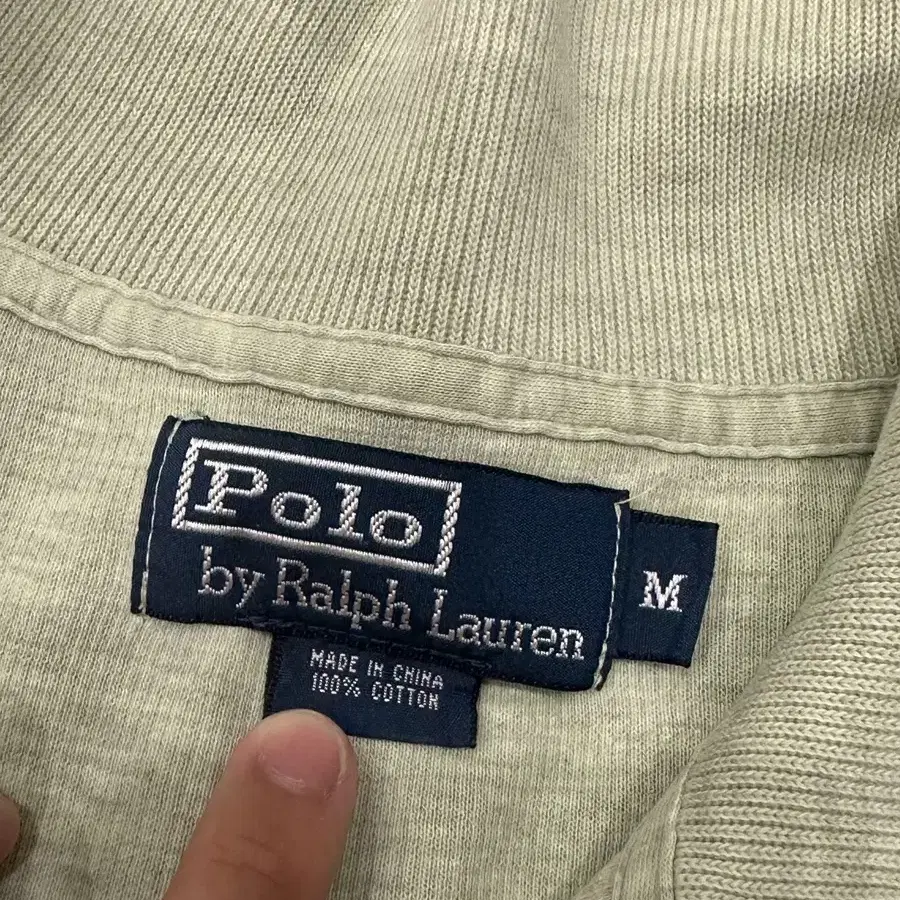 Polo
by Ralph Lauren
M
MADE IN CHINA
100% COTTON